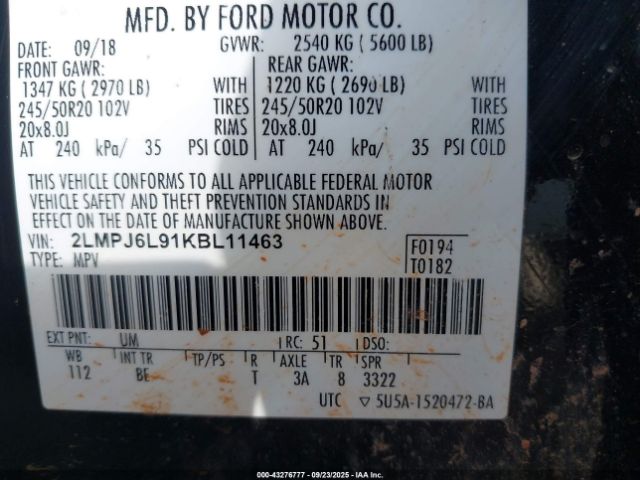 MFD. BY FORD MOTOR CO.
DATE: 09/18 GVWR: 2540 KG ( 5600 LB)
FRONT GAWR: REAR GAWR:
1347 KG ( 2970 LB) WITH 1220 KG ( 2690 LB) WITH
245/50R20 102V TIRES 245/50R20 102V TIRES
20x8.0J RIMS 20x8.0J RIMS
AT 240 kPa/ 35 PSI COLD AT 240 kPa/ 35 PSI COLD
THIS VEHICLE CONFORMS TO ALL APPLICABLE FEDERAL MOTOR
VEHICLE SAFETY AND THEFT PREVENTION STANDARDS IN
EFFECT ON THE DATE OF MANUFACTURE SHOWN ABOVE.
VIN: 2LMPJ6L91KBL11463 F0194
TYPE: MPV T0182
EXT PNT: UM RC: 51 DSO:
WB INT TR TP/PS R AXLE TR SPR
112 BE T 3A 8 3322
UTC ▽ 5U5A-1520472-BA
000-43276777 - 09/23/2025 - IAA Inc.